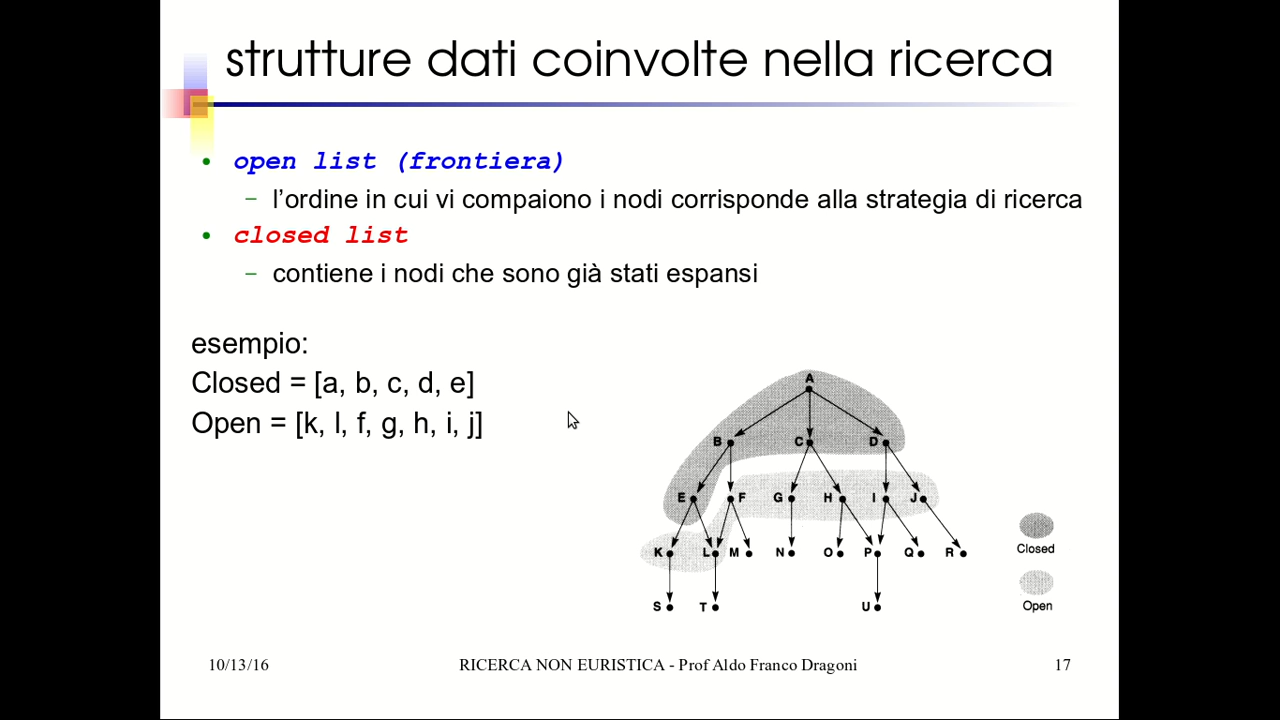 strutture dati coinvolte nella ricerca
• open list (frontiera)
– l’ordine in cui vi compaiono i nodi corrisponde alla strategia di ricerca
• closed list
– contiene i nodi che sono già stati espansi
esempio:
Closed = [a, b, c, d, e]
Open = [k, l, f, g, h, i, j]
A
B C D
E F G H I J
K L M N O P Q R
S T U
Closed
Open
10/13/16 RICERCA NON EURISTICA - Prof Aldo Franco Dragoni 17